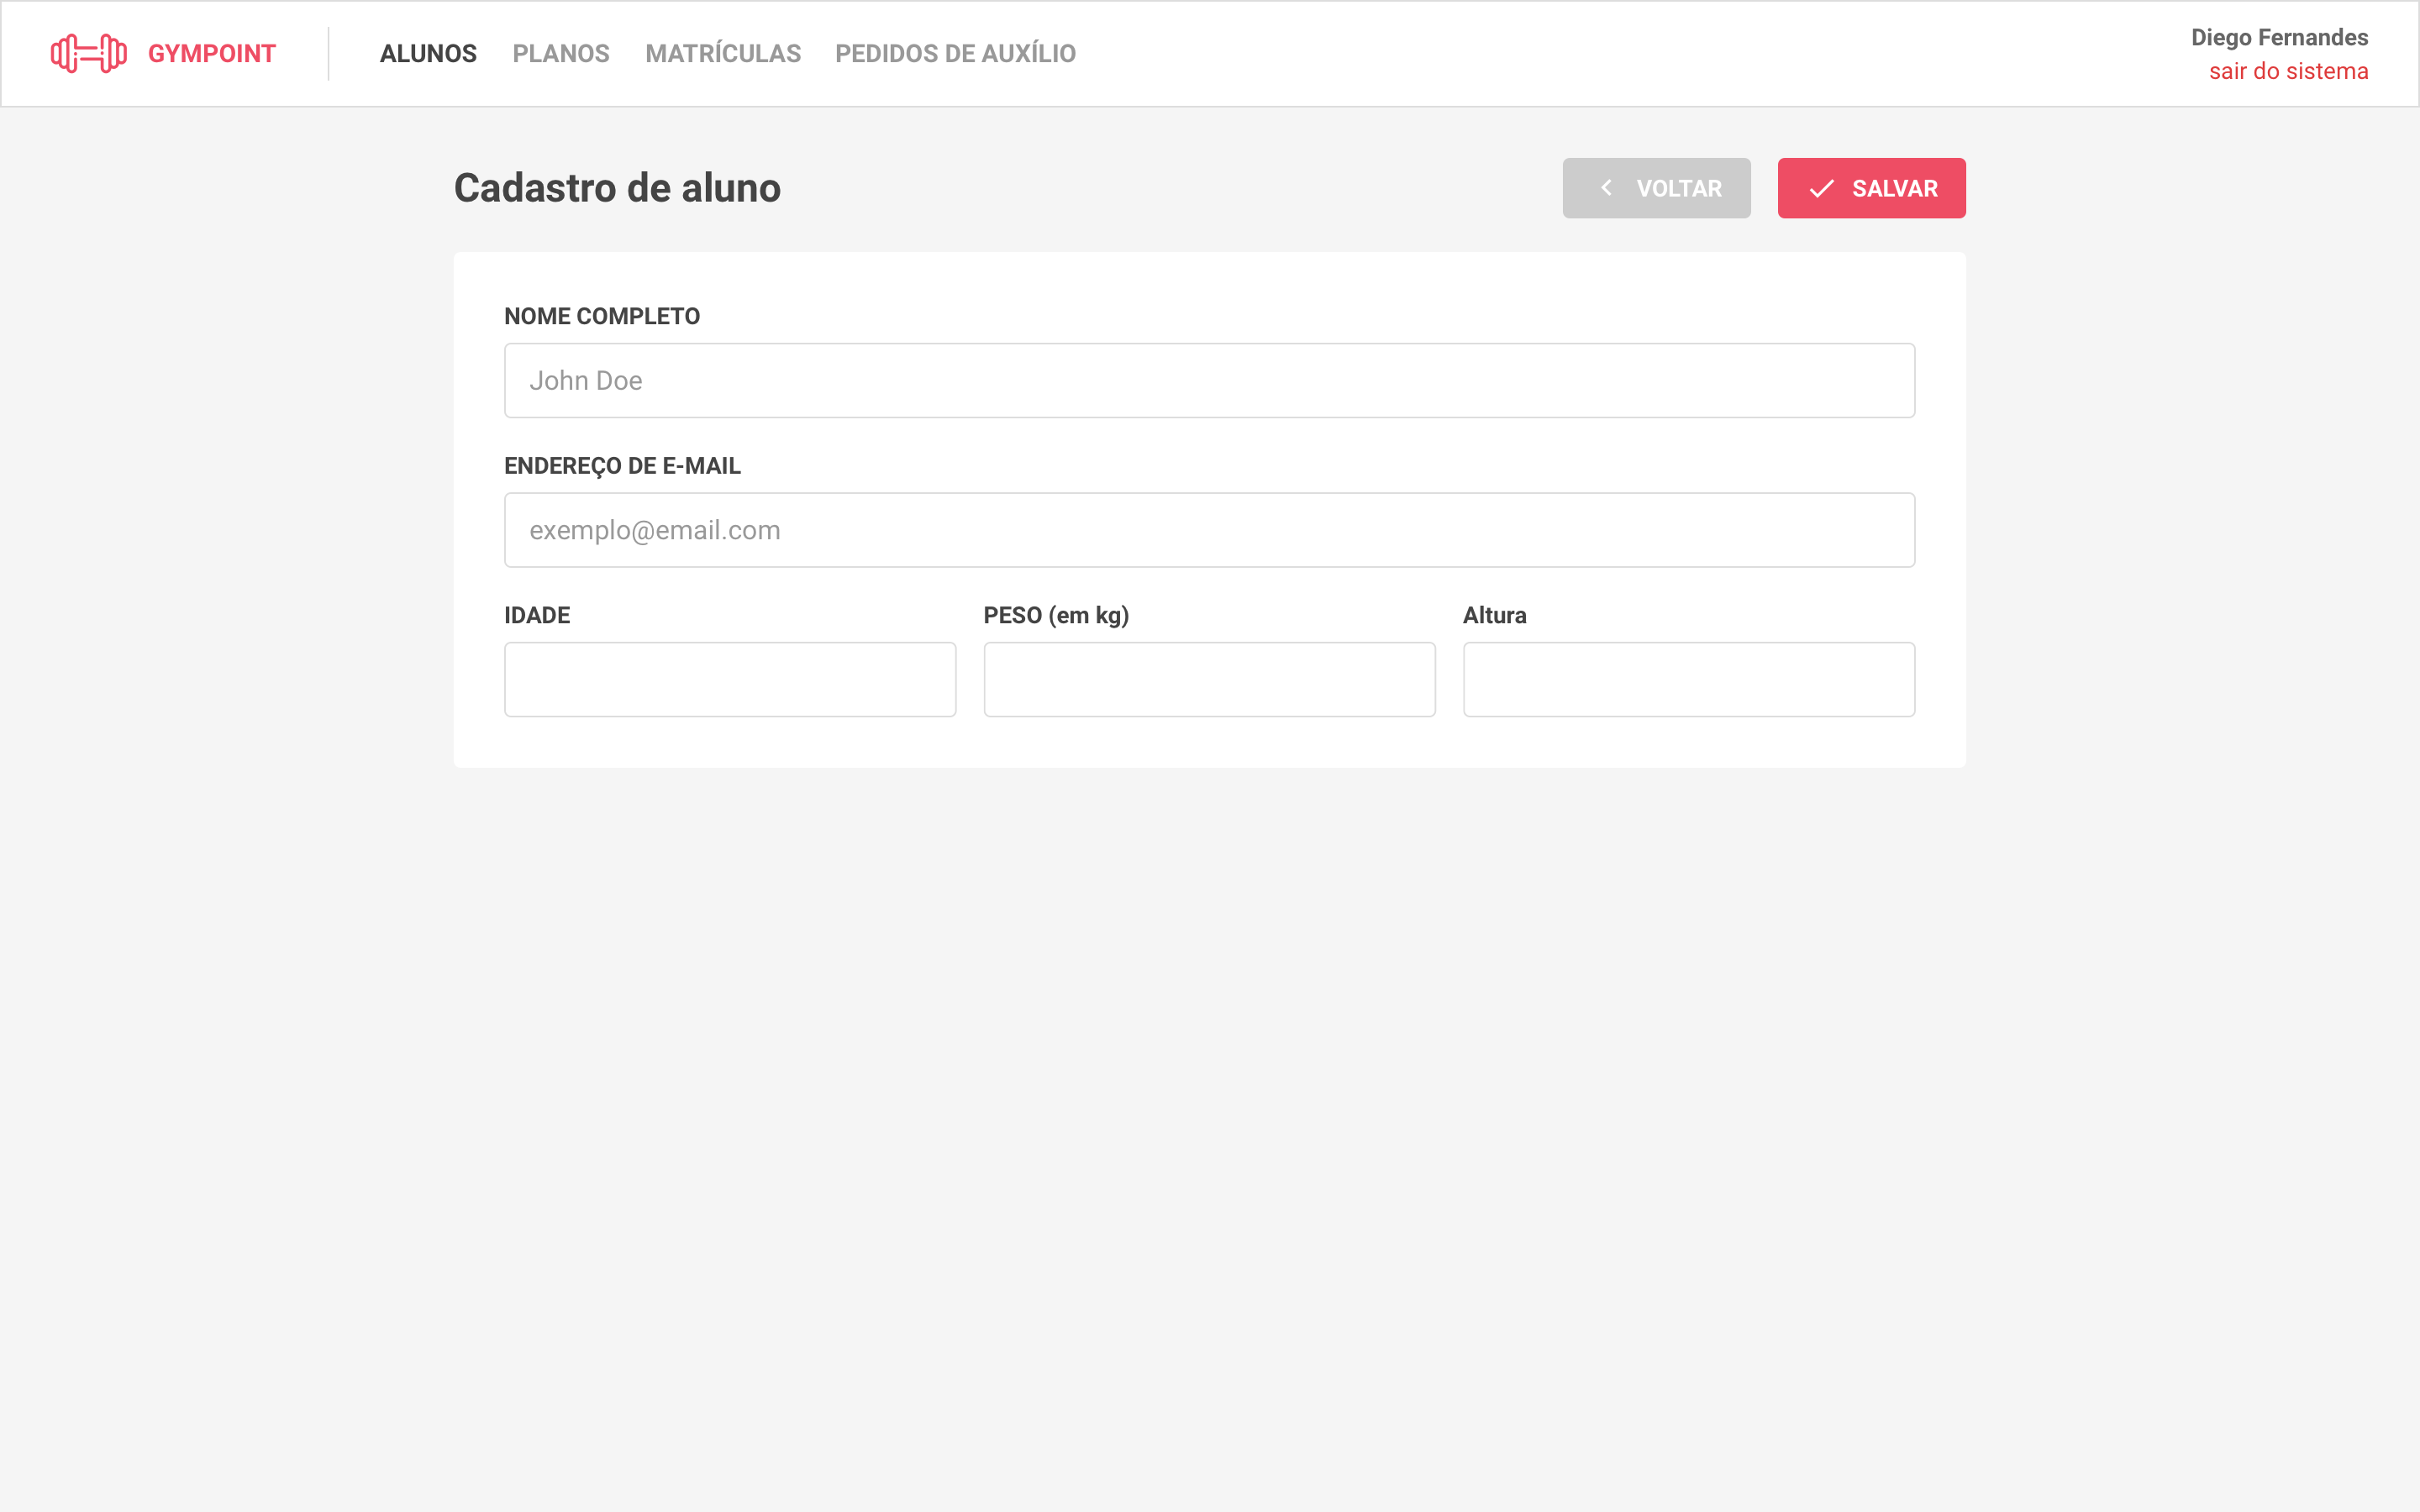 GYMPOINT
ALUNOS PLANOS MATRÍCULAS PEDIDOS DE AUXÍLIO
Diego Fernandes
sair do sistema
Cadastro de aluno
VOLTAR
SALVAR
NOME COMPLETO
John Doe
ENDEREÇO DE E-MAIL
exemplo@email.com
IDADE PESO (em kg) Altura